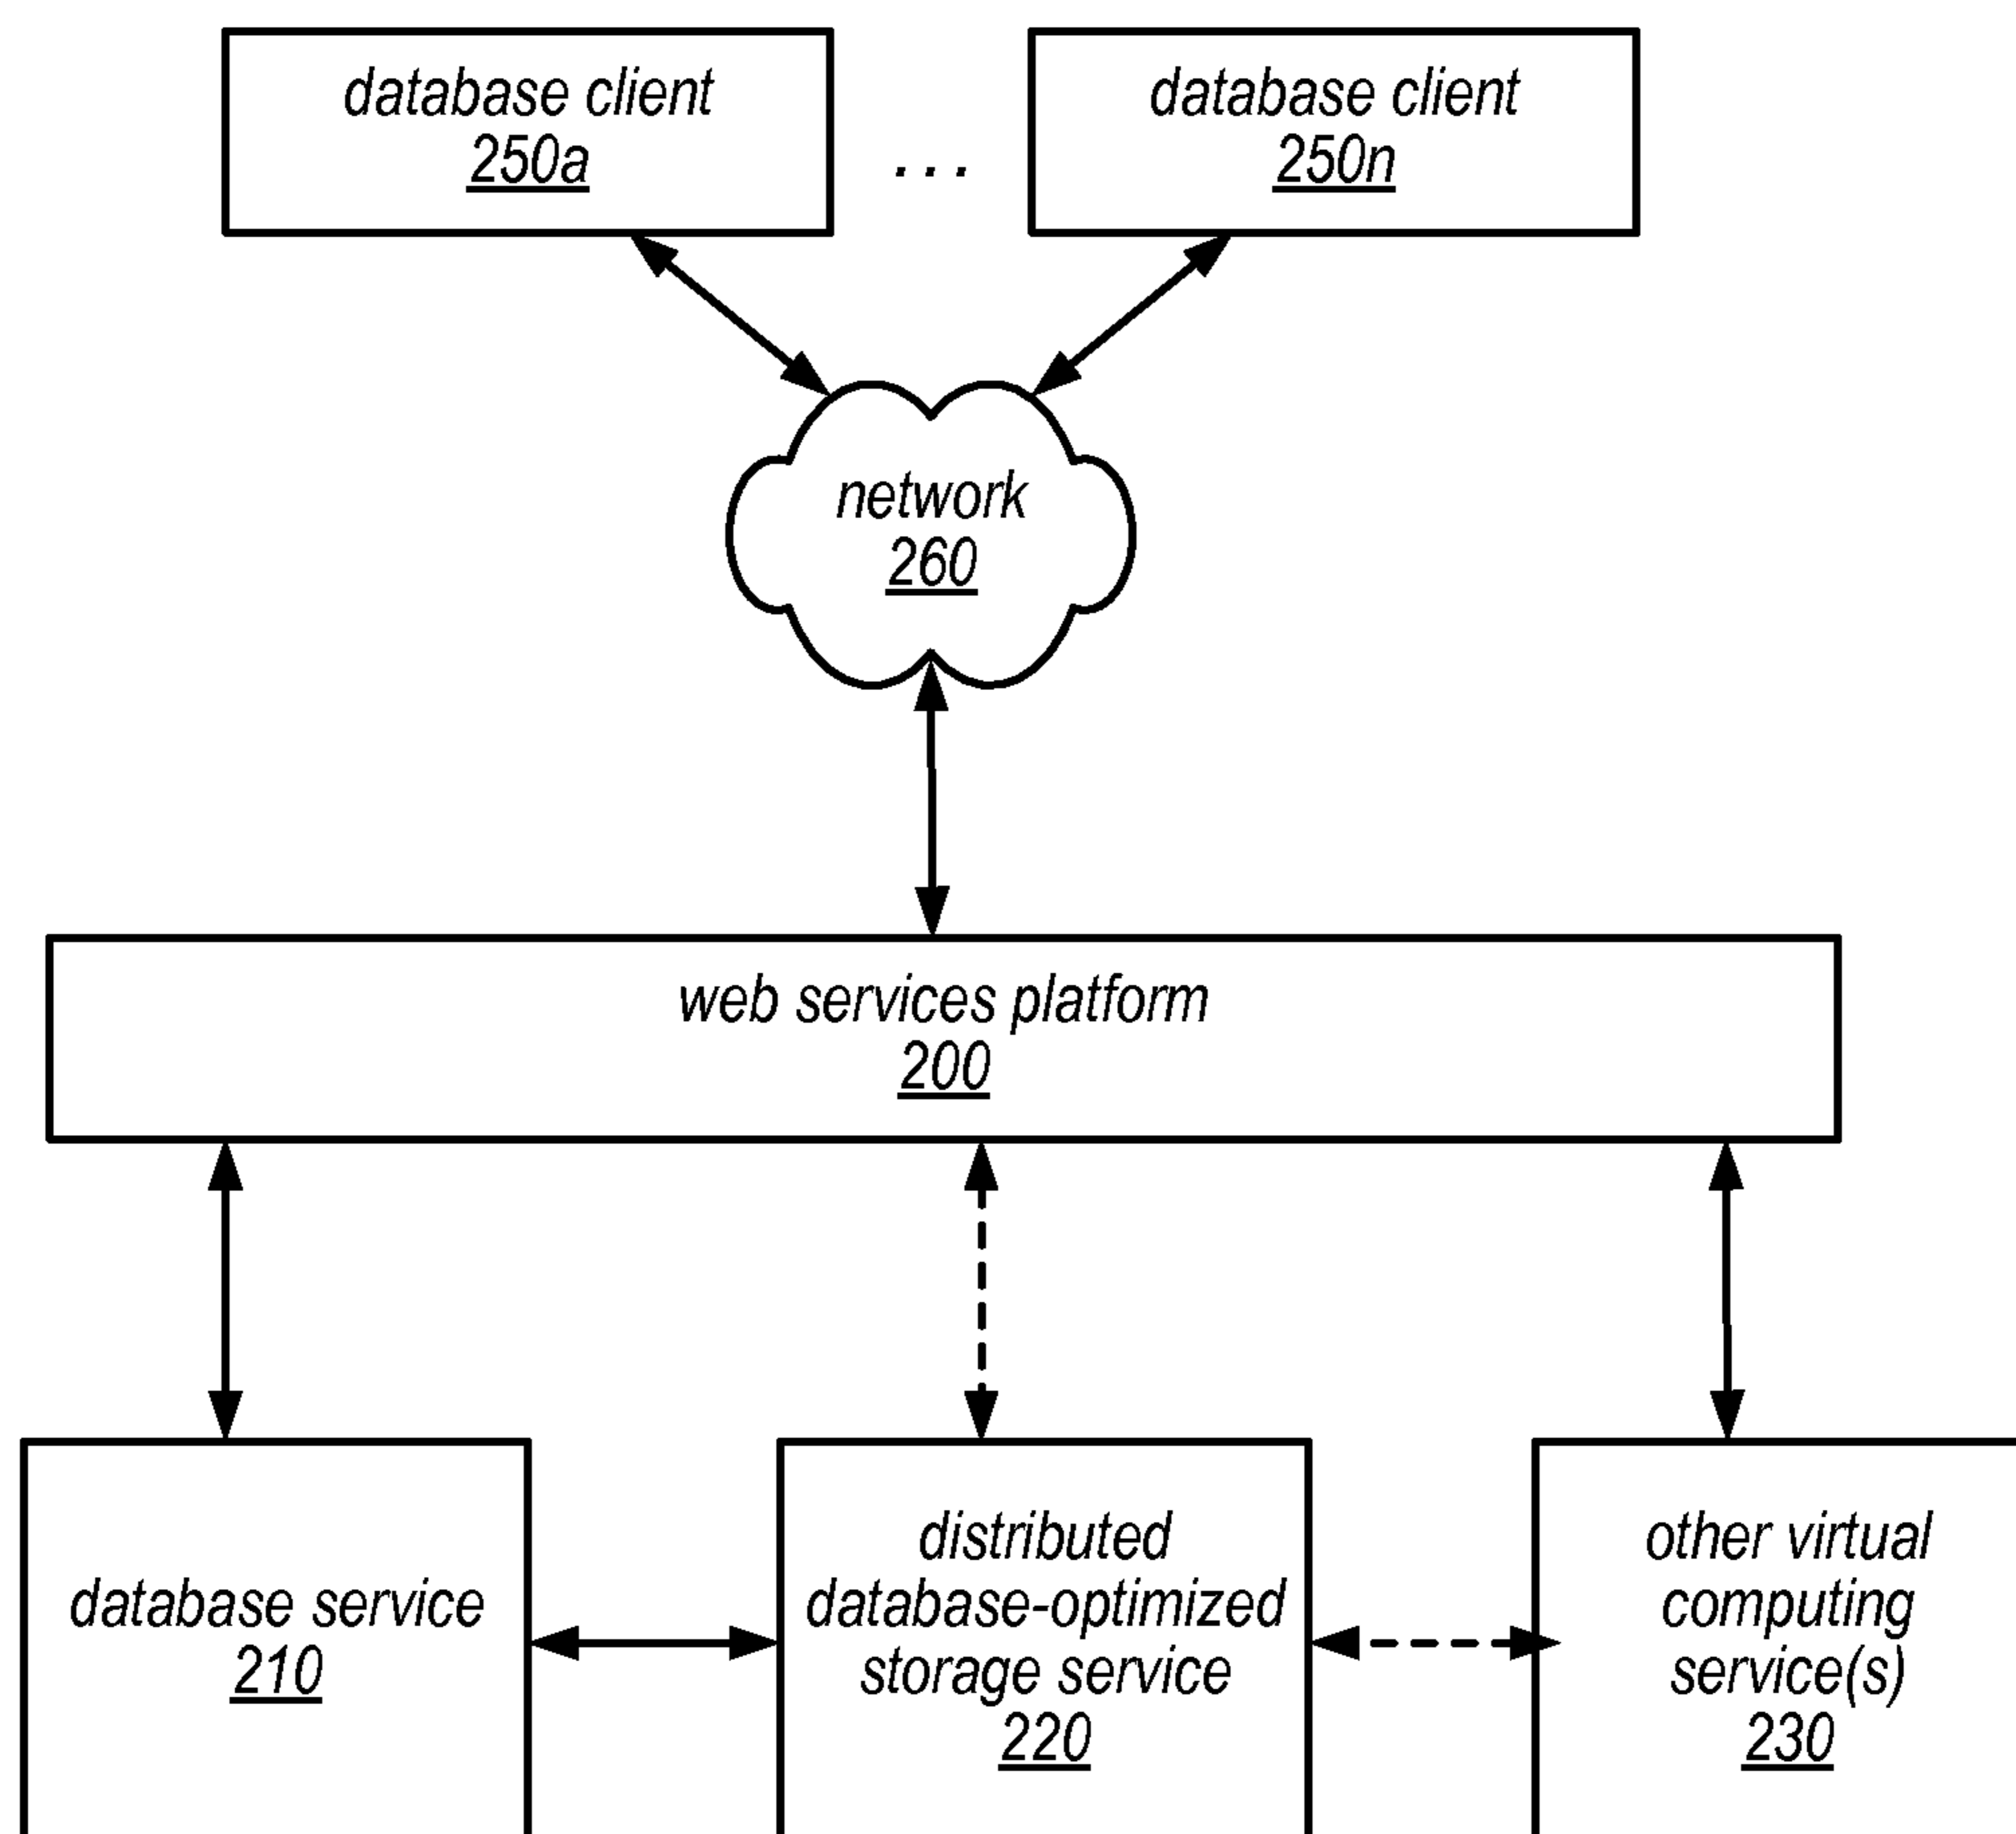 database client
250a
...
database client
250n
network
260
web services platform
200
database service
210
distributed
database-optimized
storage service
220
other virtual
computing
service(s)
230